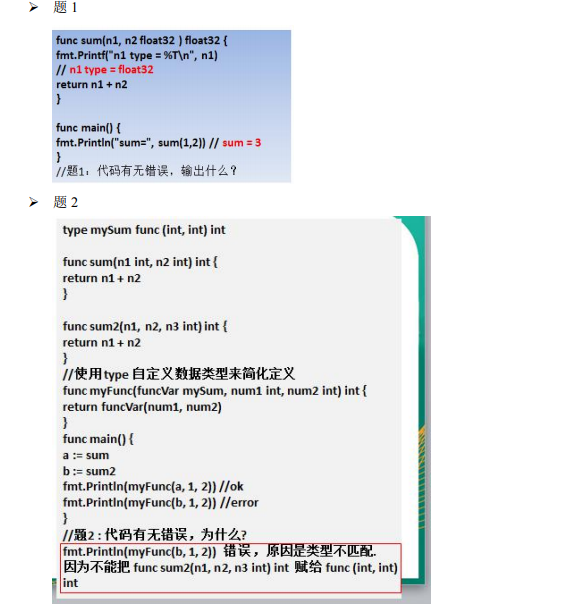 ➤ 题 1
func sum(n1, n2 float32 ) float32 {
fmt.Printf("n1 type = %T\n", n1)
// n1 type = float32
return n1 + n2
}
func main() {
fmt.Println("sum=", sum(1,2)) // sum = 3
}
//题1：代码有无错误，输出什么？
➤ 题 2
type mySum func (int, int) int
func sum(n1 int, n2 int) int {
return n1 + n2
}
func sum2(n1, n2, n3 int) int {
return n1 + n2
}
//使用type 自定义数据类型来简化定义
func myFunc(funcVar mySum, num1 int, num2 int) int {
return funcVar(num1, num2)
}
func main() {
a := sum
b := sum2
fmt.Println(myFunc(a, 1, 2)) //ok
fmt.Println(myFunc(b, 1, 2)) //error
}
//题2 : 代码有无错误，为什么?
fmt.Println(myFunc(b, 1, 2)) 错误，原因是类型不匹配.
因为不能把 func sum2(n1, n2, n3 int) int 赋给 func (int, int)
int